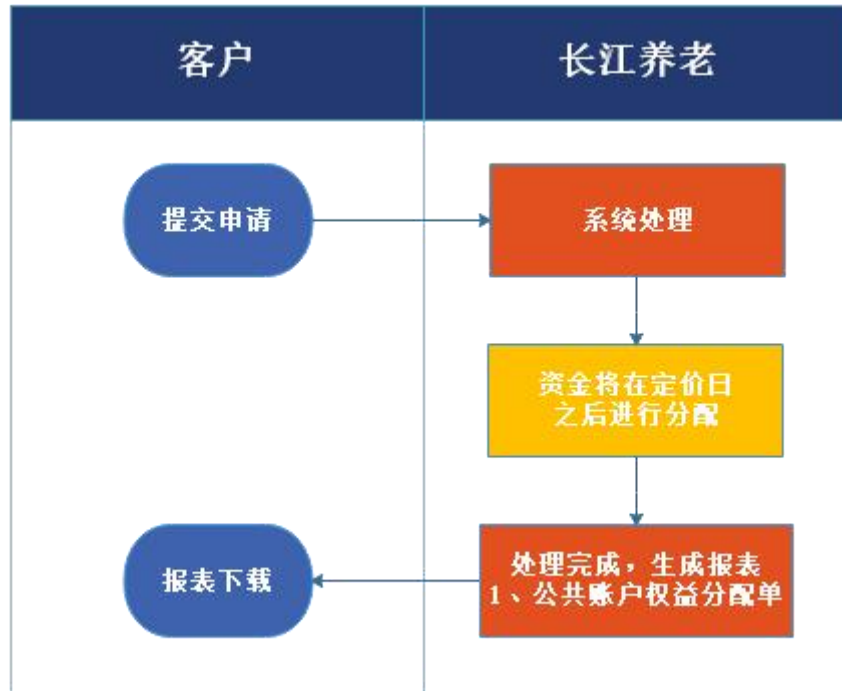 客户
长江养老
提交申请
系统处理
资金将在定价日
之后进行分配
报表下载
处理完成，生成报表
1、公共账户权益分配单